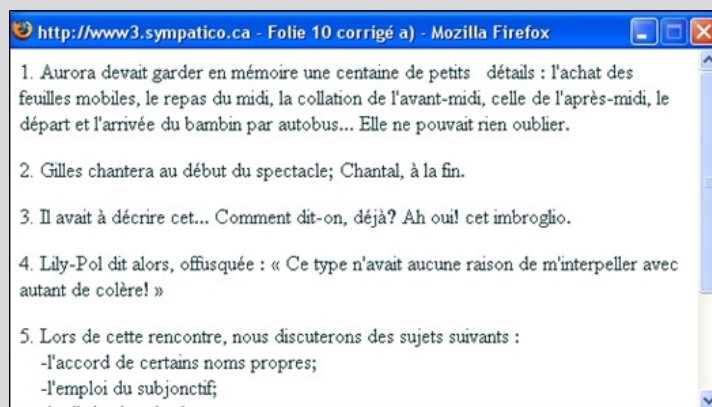 http://www3.sympatico.ca - Folie 10 corrigé a) - Mozilla Firefox
1. Aurora devait garder en mémoire une centaine de petits détails : l'achat des
feuilles mobiles, le repas du midi, la collation de l'avant-midi, celle de l'après-midi, le
départ et l'arrivée du bambin par autobus... Elle ne pouvait rien oublier.
2. Gilles chantera au début du spectacle; Chantal, à la fin.
3. Il avait à décrire cet... Comment dit-on, déjà? Ah oui! cet imbroglio.
4. Lily-Pol dit alors, offusquée : « Ce type n'avait aucune raison de m'interpeller avec
autant de colère! »
5. Lors de cette rencontre, nous discuterons des sujets suivants :
-l'accord de certains noms propres;
-l'emploi du subjonctif;